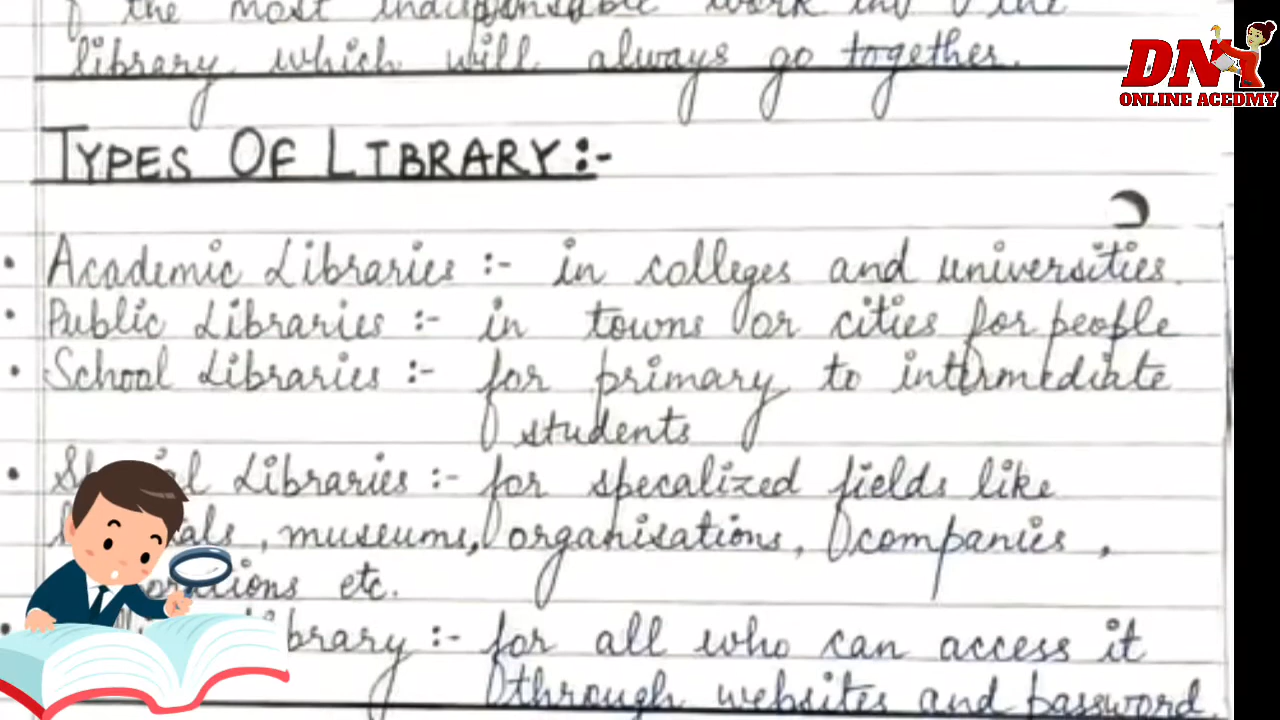 the most indispensable work in the
library which will always go together.
TYPES OF LIBRARY :-
• Academic Libraries :- in colleges and universities.
• Public Libraries :- in towns or cities for people
• School Libraries :- for primary to intermediate
students
• Libraries :- for specalized fields like
, museums, organisations, companies ,
etc.
:- for all who can access it
through websites and password
DNY
ONLINE ACEDMY